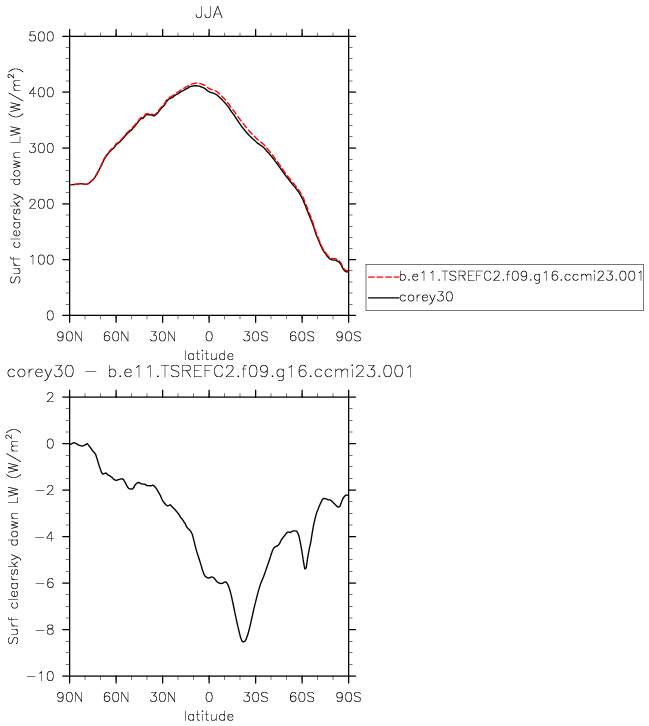 JJA
500
400
300
200
100
0
Surf clearsky down LW (W/m²)
90N 60N 30N 0 30S 60S 90S
latitude
b.e11.TSREFC2.f09.g16.ccmi23.001
corey30
corey30 − b.e11.TSREFC2.f09.g16.ccmi23.001
2
0
−2
−4
−6
−8
−10
Surf clearsky down LW (W/m²)
90N 60N 30N 0 30S 60S 90S
latitude